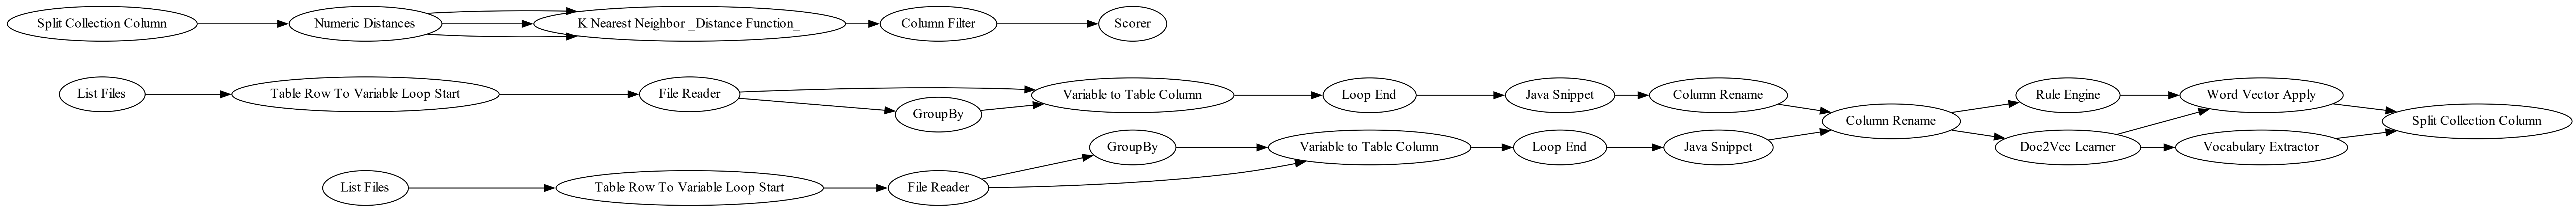 Split Collection Column
Numeric Distances
K Nearest Neighbor _Distance Function_
Column Filter
Scorer
List Files
Table Row To Variable Loop Start
File Reader
GroupBy
Variable to Table Column
Loop End
Java Snippet
Column Rename
Column Rename
Rule Engine
Word Vector Apply
Split Collection Column
GroupBy
Variable to Table Column
Loop End
Java Snippet
Doc2Vec Learner
Vocabulary Extractor
List Files
Table Row To Variable Loop Start
File Reader